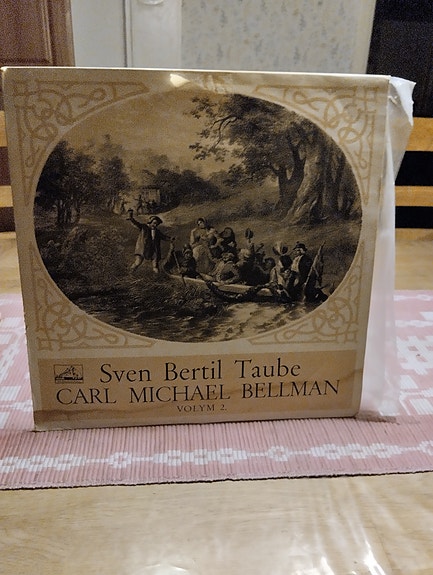 Sven Bertil Taube
CARL MICHAEL BELLMAN
VOLYM 2.